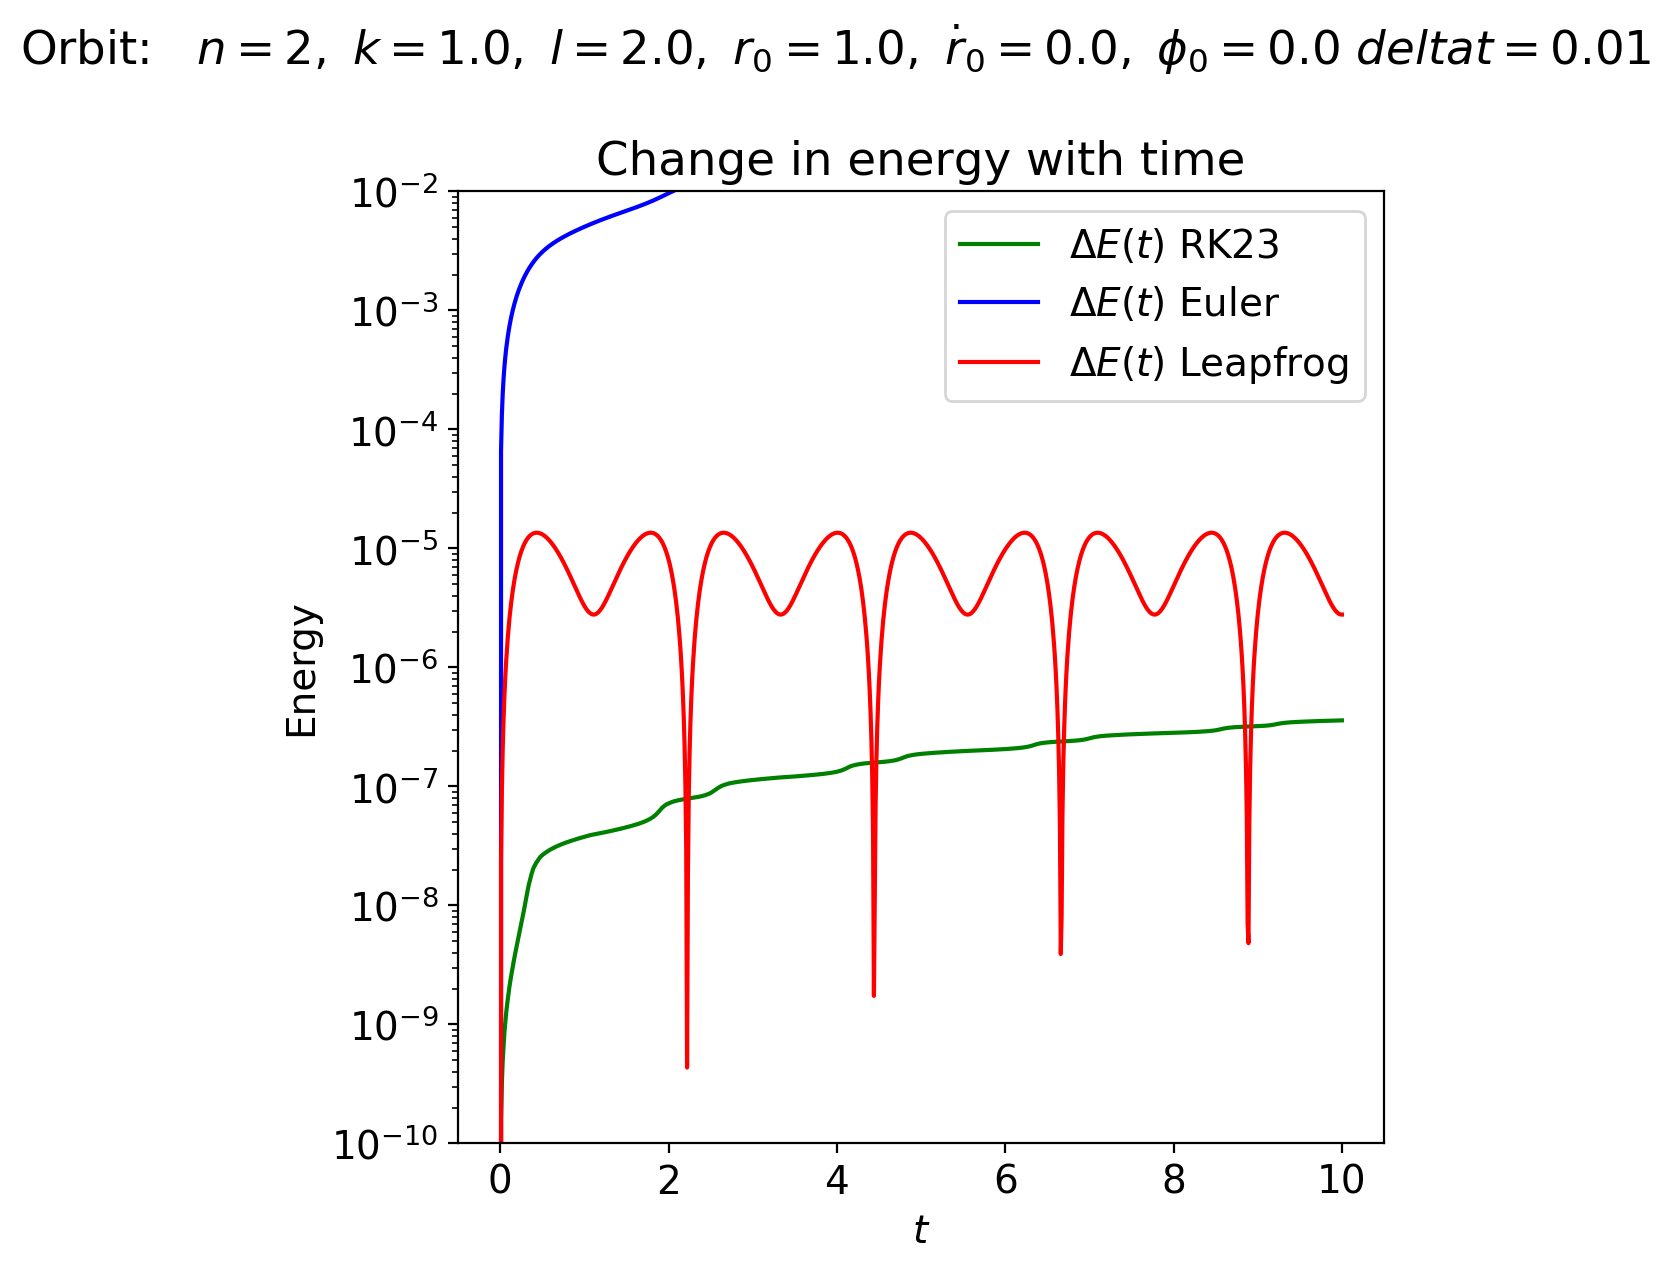 Orbit: n = 2, k = 1.0, l = 2.0, r₀ = 1.0, ṙ₀ = 0.0, ϕ₀ = 0.0 deltat = 0.01
Change in energy with time
ΔE(t) RK23
ΔE(t) Euler
ΔE(t) Leapfrog
Energy
10⁻²
10⁻³
10⁻⁴
10⁻⁵
10⁻⁶
10⁻⁷
10⁻⁸
10⁻⁹
10⁻¹⁰
0 2 4 6 8 10
t